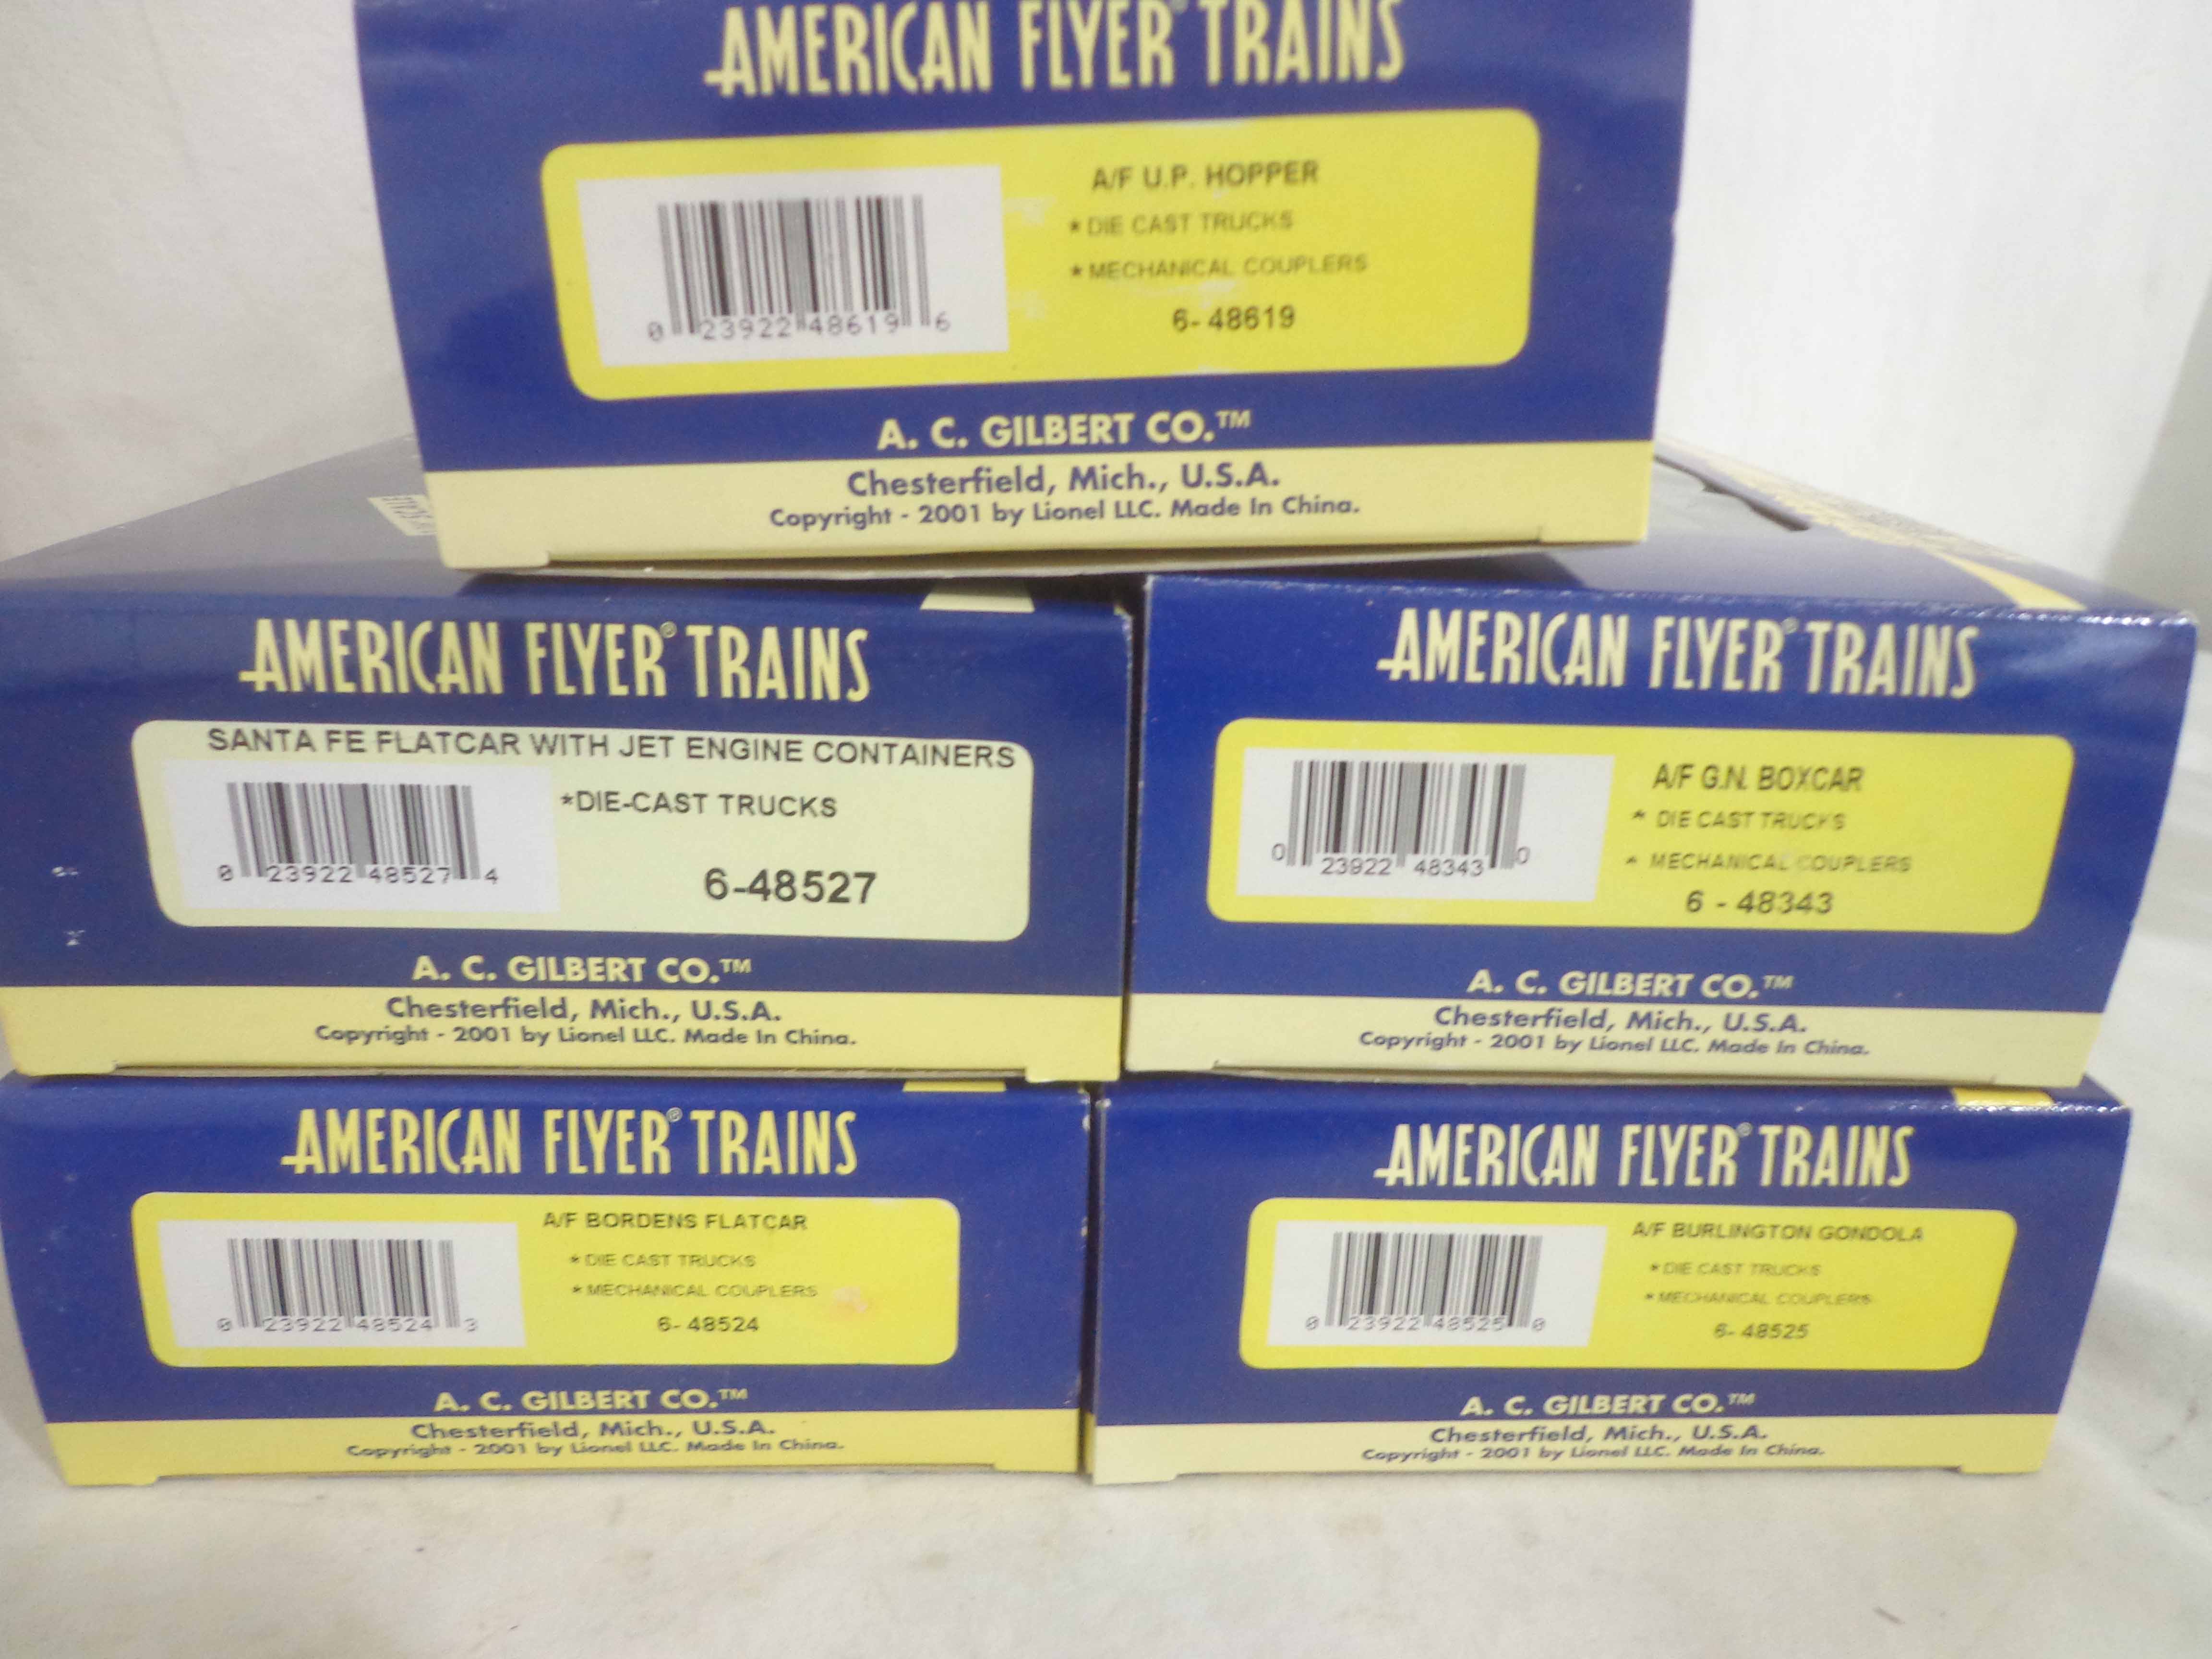 AMERICAN FLYER® TRAINS
A/F U.P. HOPPER
* DIE CAST TRUCKS
* MECHANICAL COUPLERS
6- 48619
0 23922 48619 6
A. C. GILBERT CO.™
Chesterfield, Mich., U.S.A.
Copyright - 2001 by Lionel LLC. Made In China.
AMERICAN FLYER® TRAINS
SANTA FE FLATCAR WITH JET ENGINE CONTAINERS
*DIE-CAST TRUCKS
6-48527
0 23922 48527 4
A. C. GILBERT CO.™
Chesterfield, Mich., U.S.A.
Copyright - 2001 by Lionel LLC. Made In China.
AMERICAN FLYER® TRAINS
A/F G.N. BOXCAR
* DIE CAST TRUCKS
* MECHANICAL COUPLERS
6 - 48343
0 23922 48343 0
A. C. GILBERT CO.™
Chesterfield, Mich., U.S.A.
Copyright - 2001 by Lionel LLC. Made In China.
AMERICAN FLYER® TRAINS
A/F BORDENS FLATCAR
* DIE CAST TRUCKS
* MECHANICAL COUPLERS
6- 48524
0 23922 48524 3
A. C. GILBERT CO.™
Chesterfield, Mich., U.S.A.
Copyright - 2001 by Lionel LLC. Made In China.
AMERICAN FLYER® TRAINS
A/F BURLINGTON GONDOLA
* DIE CAST TRUCKS
* MECHANICAL COUPLERS
6- 48525
0 23922 48525 0
A. C. GILBERT CO.™
Chesterfield, Mich., U.S.A.
Copyright - 2001 by Lionel LLC. Made In China.